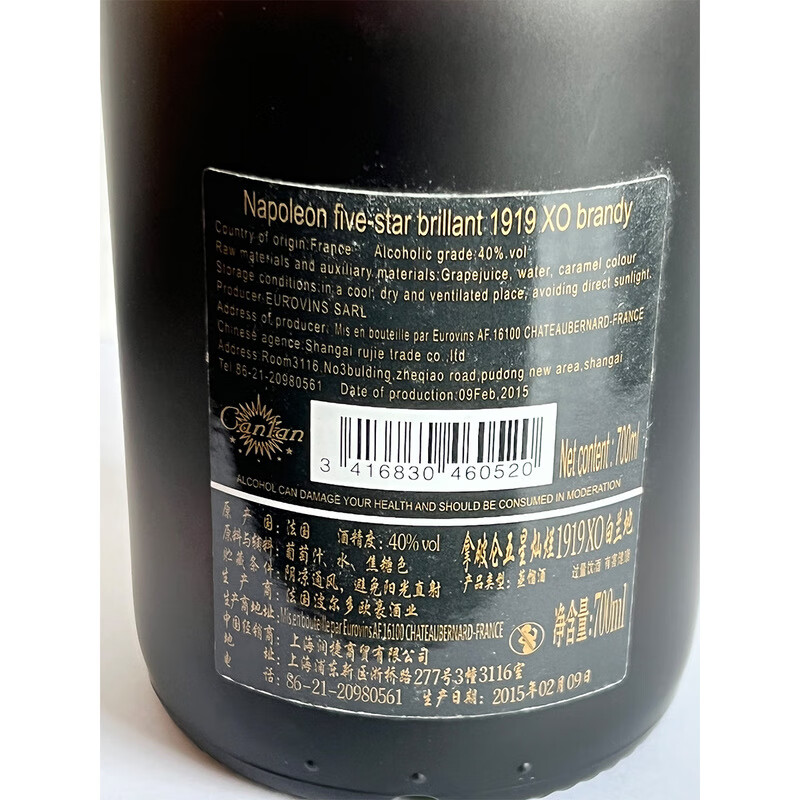 Napoleon five-star brillant 1919 XO brandy
Country of origin:France Alcoholic grade:40%.vol
Raw materials and auxiliary materials:Grapejuice, water, caramel colour
Storage conditions:in a cool, dry and ventilated place, avoiding direct sunlight.
Producer:EUROVINS SARL
Address of producer: Mis en bouteille par Eurovins AF.16100 CHATEAUBERNARD-FRANCE
Chinese agence:Shangai rujie trade co.,ltd
Address Room3116,No3bulding,zheqiao road,pudong new area,shangai
Tel 86-21-20980561 Date of production:09Feb,2015
Canlan
3 416830 460520
Net content : 700ml
ALCOHOL CAN DAMAGE YOUR HEALTH AND SHOULD BE CONSUMED IN MODERATION
原产国:法国 酒精度:40%vol 拿破仑五星灿烂1919XO白兰地
原料与辅料:葡萄汁、水、焦糖色 产品类型:蒸馏酒 过量饮酒 有害健康
贮藏条件:阴凉通风,避免阳光直射
生产商:法国波尔多欧豪酒业
生产商地址:Mis en bouteille par Eurovins AF.16100 CHATEAUBERNARD-FRANCE 净含量:700ml
中国经销商:上海润捷商贸有限公司
地址:上海浦东新区浙桥路277号3幢3116室
电话:86-21-20980561 生产日期:2015年02月09日